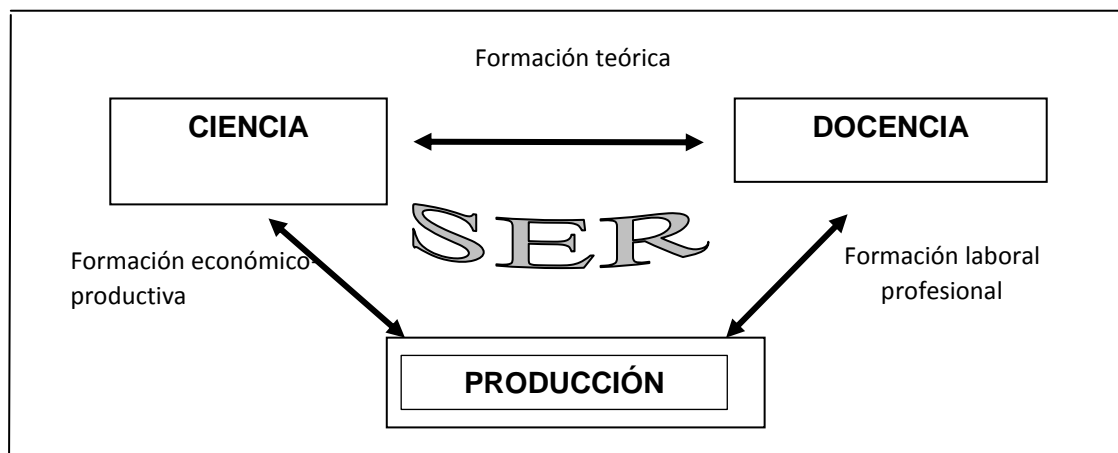 Formación teórica
CIENCIA
DOCENCIA
SER
Formación económico-
productiva
Formación laboral
profesional
PRODUCCIÓN